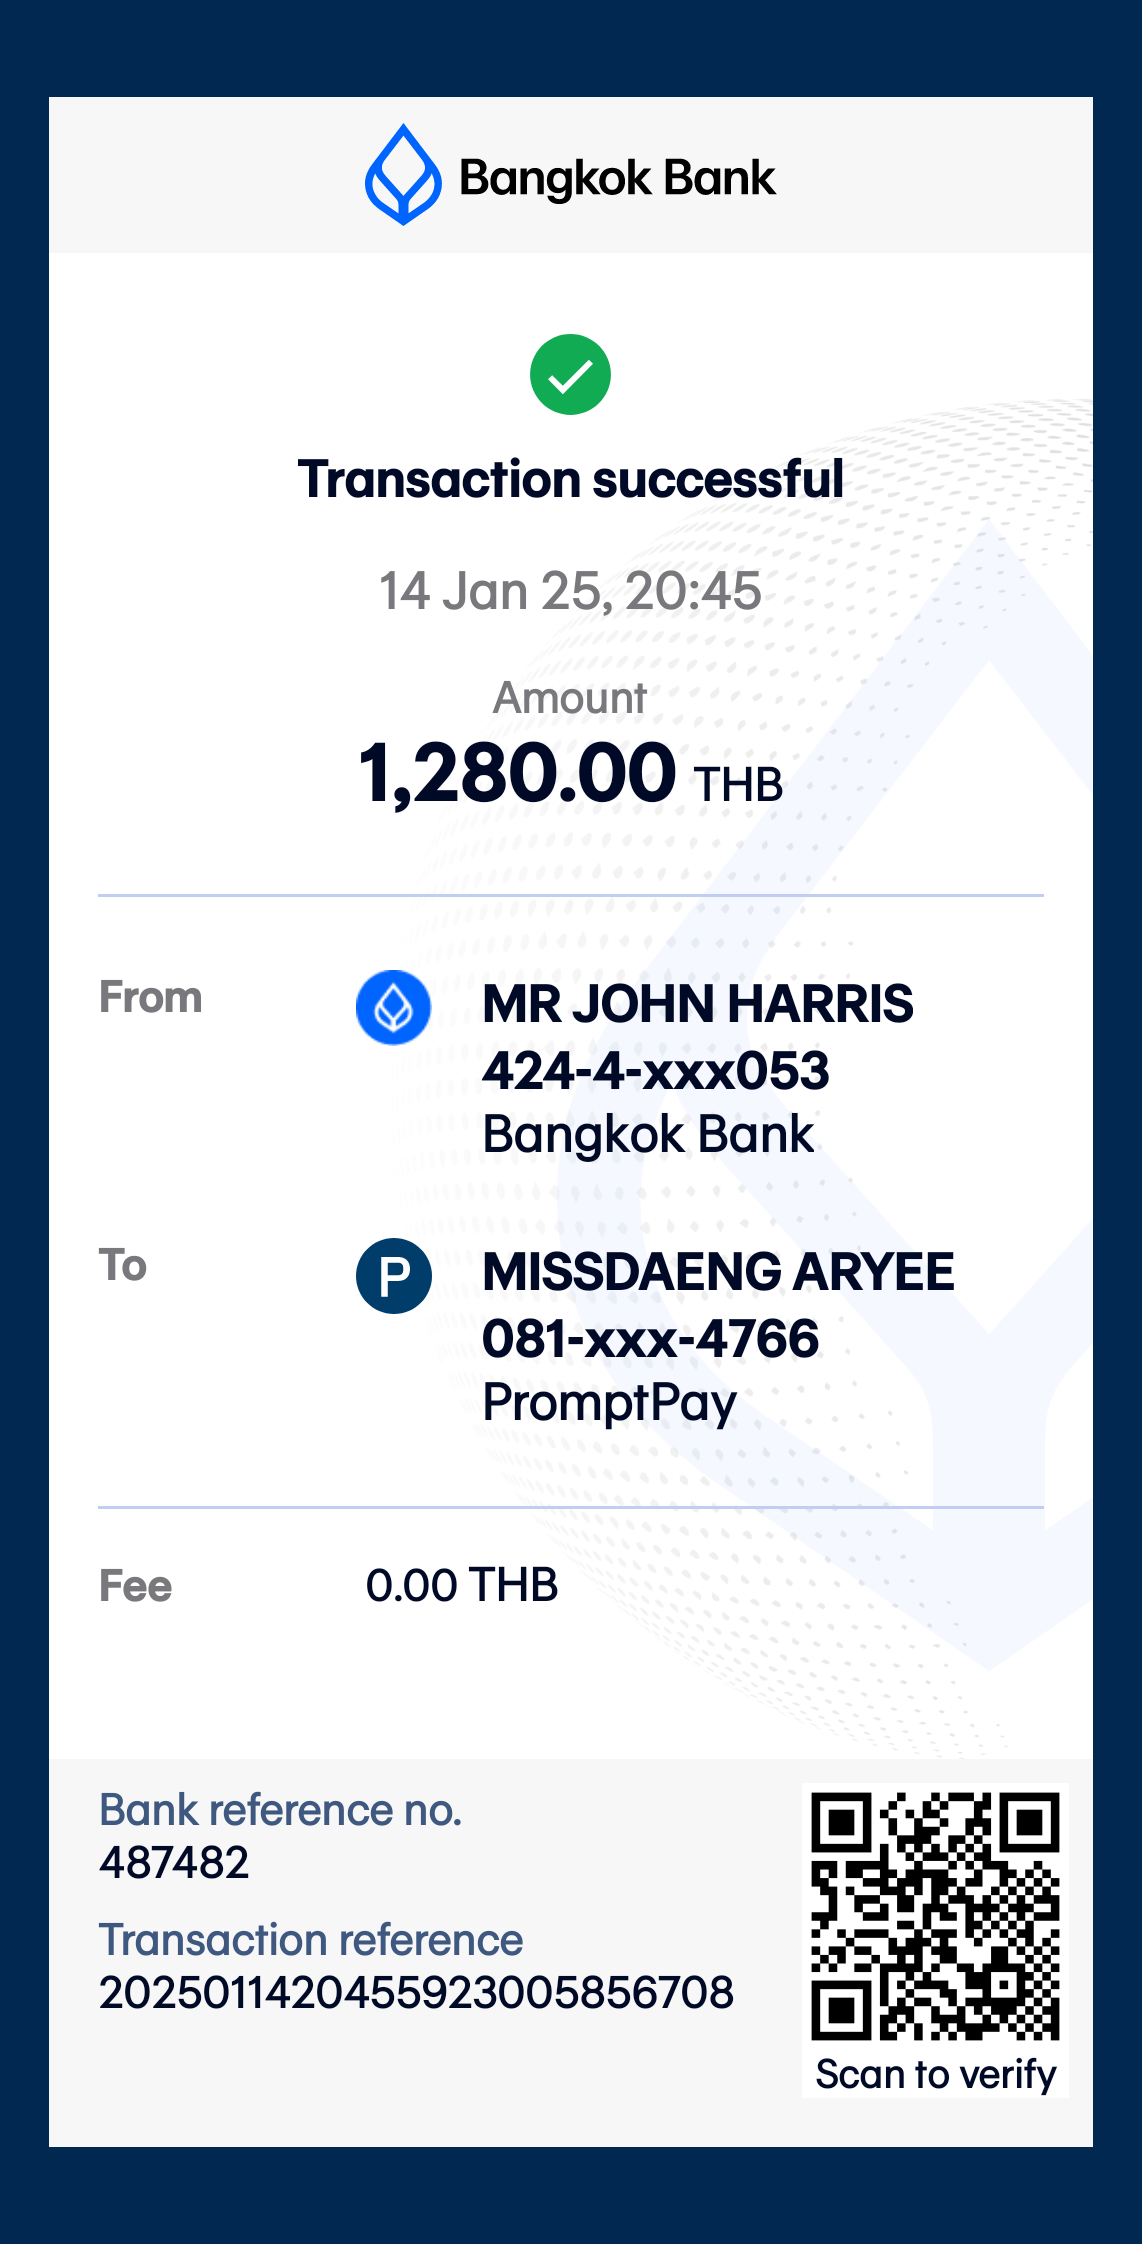 Bangkok Bank
Transaction successful
14 Jan 25, 20:45
Amount
1,280.00 THB
From
MR JOHN HARRIS
424-4-xxx053
Bangkok Bank
To
P
MISSDAENG ARYEE
081-xxx-4766
PromptPay
Fee
0.00 THB
Bank reference no.
487482
Transaction reference
2025011420455923005856708
Scan to verify